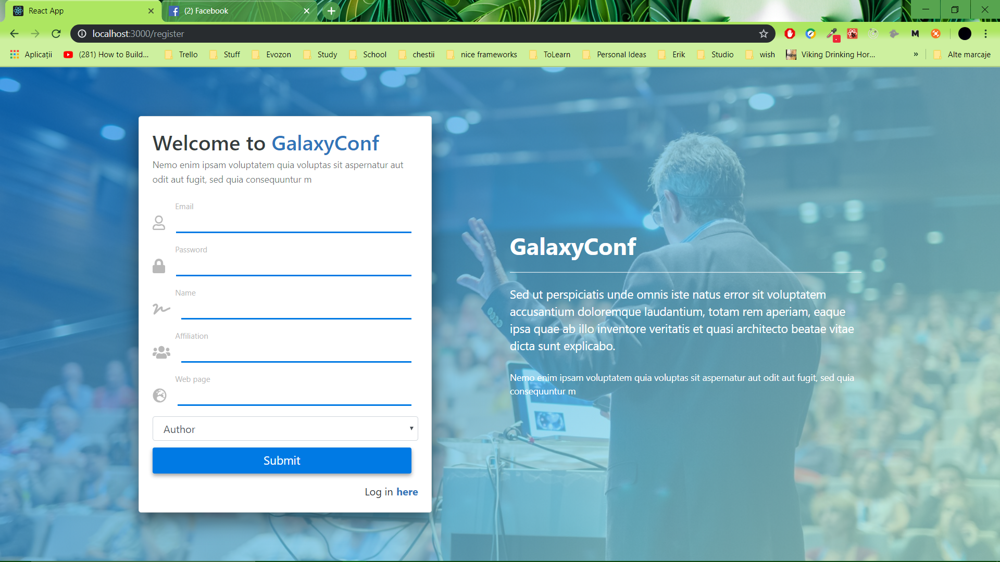 React App
(2) Facebook
localhost:3000/register
Aplicații
(281) How to Build...
Trello
Stuff
Evozon
Study
School
chestii
nice frameworks
ToLearn
Personal Ideas
Erik
Studio
wish
Viking Drinking Hor...
»
Alte marcaje
Welcome to GalaxyConf
Nemo enim ipsam voluptatem quia voluptas sit aspernatur aut
odit aut fugit, sed quia consequuntur m
Email
Password
Name
Affiliation
Web page
Author
Submit
Log in here
GalaxyConf
Sed ut perspiciatis unde omnis iste natus error sit voluptatem
accusantium doloremque laudantium, totam rem aperiam, eaque
ipsa quae ab illo inventore veritatis et quasi architecto beatae vitae
dicta sunt explicabo.
Nemo enim ipsam voluptatem quia voluptas sit aspernatur aut odit aut fugit, sed quia
consequuntur m